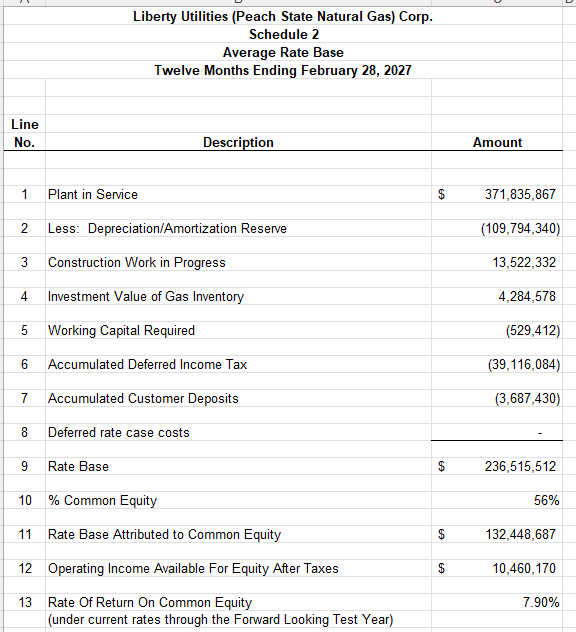 Liberty Utilities (Peach State Natural Gas) Corp.
Schedule 2
Average Rate Base
Twelve Months Ending February 28, 2027
Line
No. Description Amount
1 Plant in Service $ 371,835,867
2 Less: Depreciation/Amortization Reserve (109,794,340)
3 Construction Work in Progress 13,522,332
4 Investment Value of Gas Inventory 4,284,578
5 Working Capital Required (529,412)
6 Accumulated Deferred Income Tax (39,116,084)
7 Accumulated Customer Deposits (3,687,430)
8 Deferred rate case costs -
9 Rate Base $ 236,515,512
10 % Common Equity 56%
11 Rate Base Attributed to Common Equity $ 132,448,687
12 Operating Income Available For Equity After Taxes $ 10,460,170
13 Rate Of Return On Common Equity 7.90%
(under current rates through the Forward Looking Test Year)